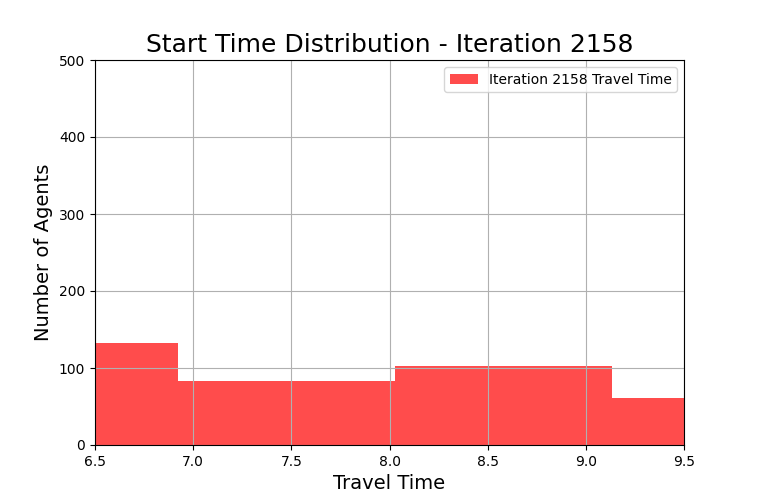 Start Time Distribution - Iteration 2158
Iteration 2158 Travel Time
Number of Agents
500
400
300
200
100
0
6.5 7.0 7.5 8.0 8.5 9.0 9.5
Travel Time